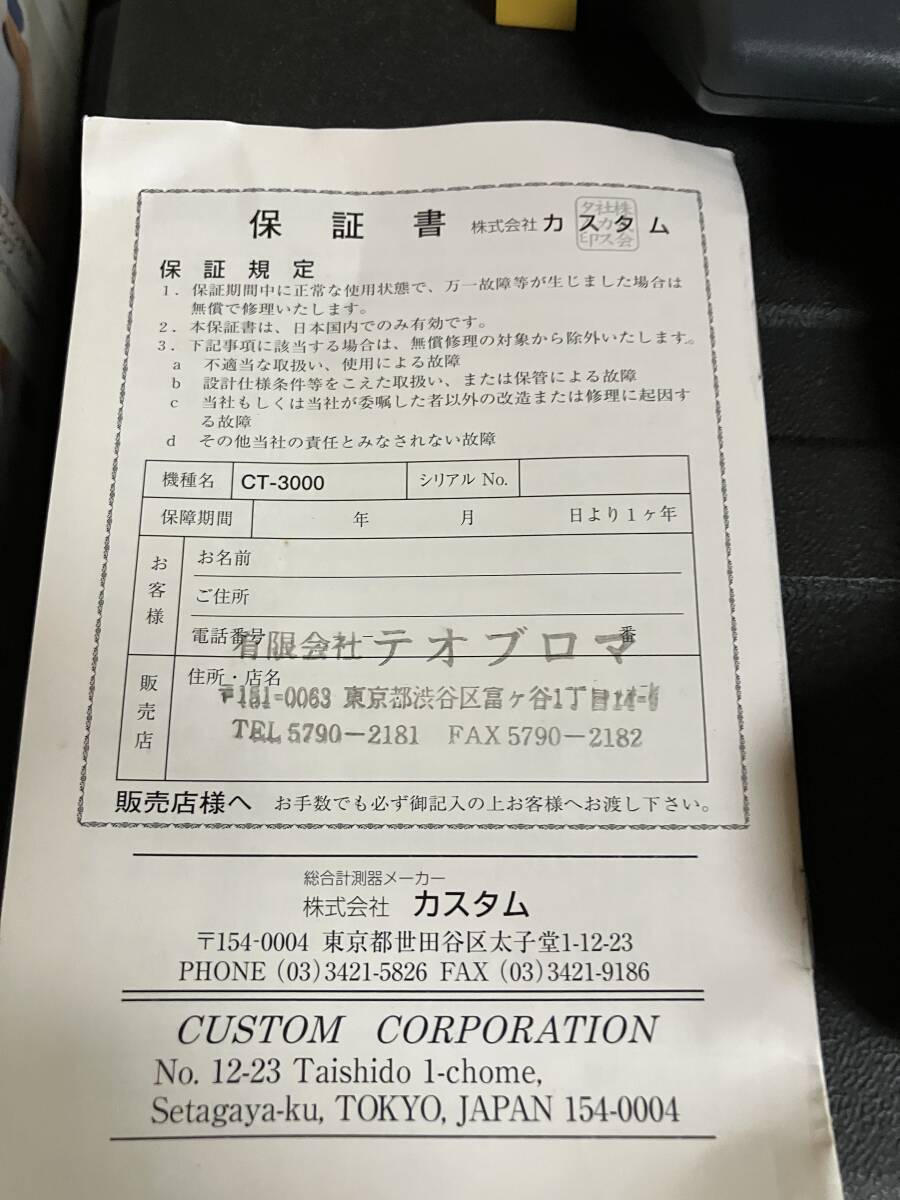 保証書 株式会社 カスタム
株式会社カスタム印
保証規定
1. 保証期間中に正常な使用状態で、万一故障等が生じました場合は
無償で修理いたします。
2. 本保証書は、日本国内でのみ有効です。
3. 下記事項に該当する場合は、無償修理の対象から除外いたします。
a 不適当な取扱い、使用による故障
b 設計仕様条件等をこえた取扱い、または保管による故障
c 当社もしくは当社が委嘱した者以外の改造または修理に起因す
る故障
d その他当社の責任とみなされない故障
機種名 CT-3000 シリアル No.
保障期間 年 月 日より1ヶ年
お客様
お名前
ご住所
電話番号 － 番
有限会社テオブロマ
販売店
住所・店名
〒151-0063 東京都渋谷区富ヶ谷1丁目14-
TEL 5790-2181 FAX 5790-2182
販売店様へ お手数でも必ず御記入の上お客様へお渡し下さい。
総合計測器メーカー
株式会社 カスタム
〒154-0004 東京都世田谷区太子堂1-12-23
PHONE (03)3421-5826 FAX (03)3421-9186
CUSTOM CORPORATION
No. 12-23 Taishido 1-chome,
Setagaya-ku, TOKYO, JAPAN 154-0004